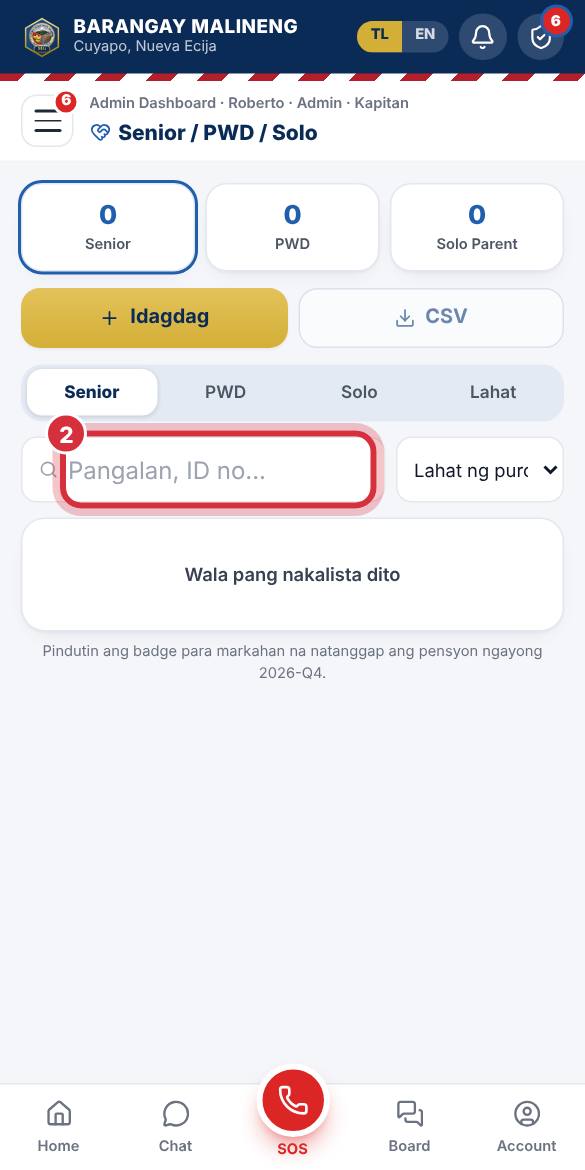 BARANGAY MALINENG
Cuyapo, Nueva Ecija
TL EN
6
6
Admin Dashboard · Roberto · Admin · Kapitan
Senior / PWD / Solo
0 0 0
Senior PWD Solo Parent
+ Idagdag CSV
Senior PWD Solo Lahat
2
Pangalan, ID no... Lahat ng puro
Wala pang nakalista dito
Pindutin ang badge para markahan na natanggap ang pensyon ngayong
2026-Q4.
Home Chat SOS Board Account